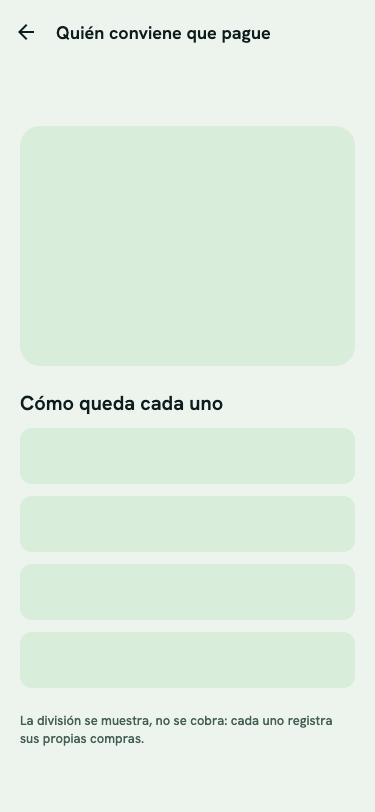 Quién conviene que pague
Cómo queda cada uno
La división se muestra, no se cobra: cada uno registra
sus propias compras.